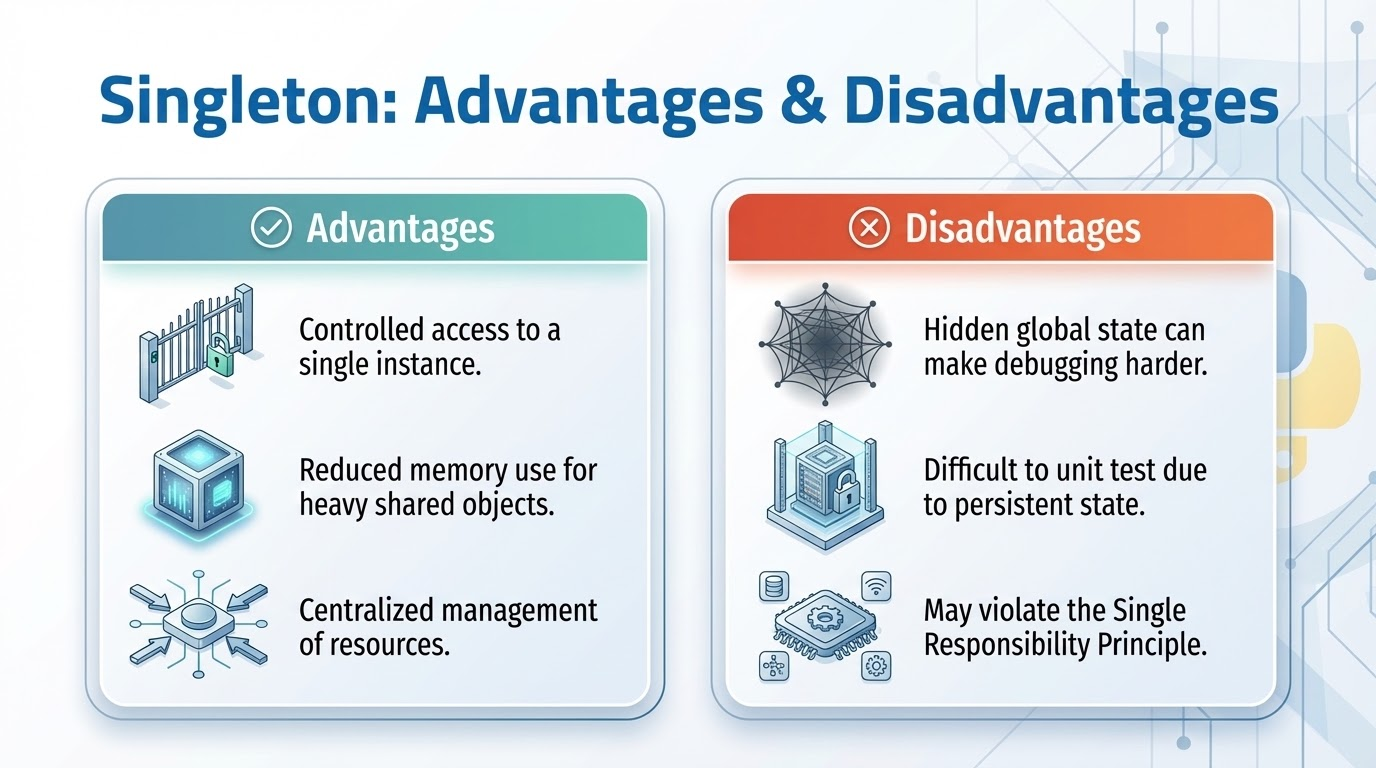 Singleton: Advantages & Disadvantages
Advantages
Controlled access to a
single instance.
Reduced memory use for
heavy shared objects.
Centralized management
of resources.
Disadvantages
Hidden global state can
make debugging harder.
Difficult to unit test due
to persistent state.
May violate the Single
Responsibility Principle.